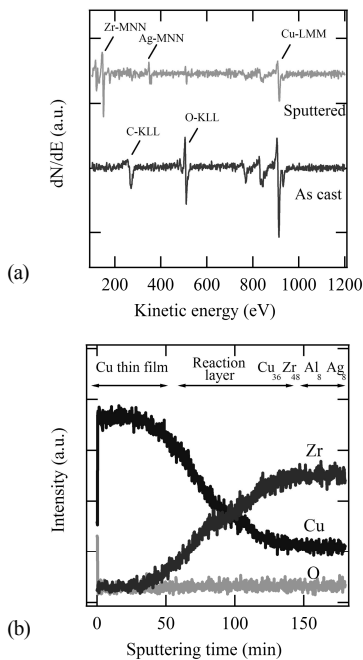 Zr-MNN
Ag-MNN
Cu-LMM
Sputtered
C-KLL
O-KLL
As cast
dN/dE (a.u.)
200 400 600 800 1000 1200
Kinetic energy (eV)
(a)
Cu thin film
Reaction layer
Cu36 Zr48 Al8 Ag8
Zr
Cu
O
Intensity (a.u.)
0 50 100 150
Sputtering time (min)
(b)